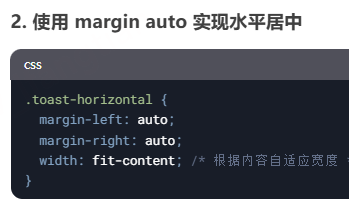 2. 使用 margin auto 实现水平居中
css
.toast-horizontal {
margin-left: auto;
margin-right: auto;
width: fit-content; /* 根据内容自适应宽度
}